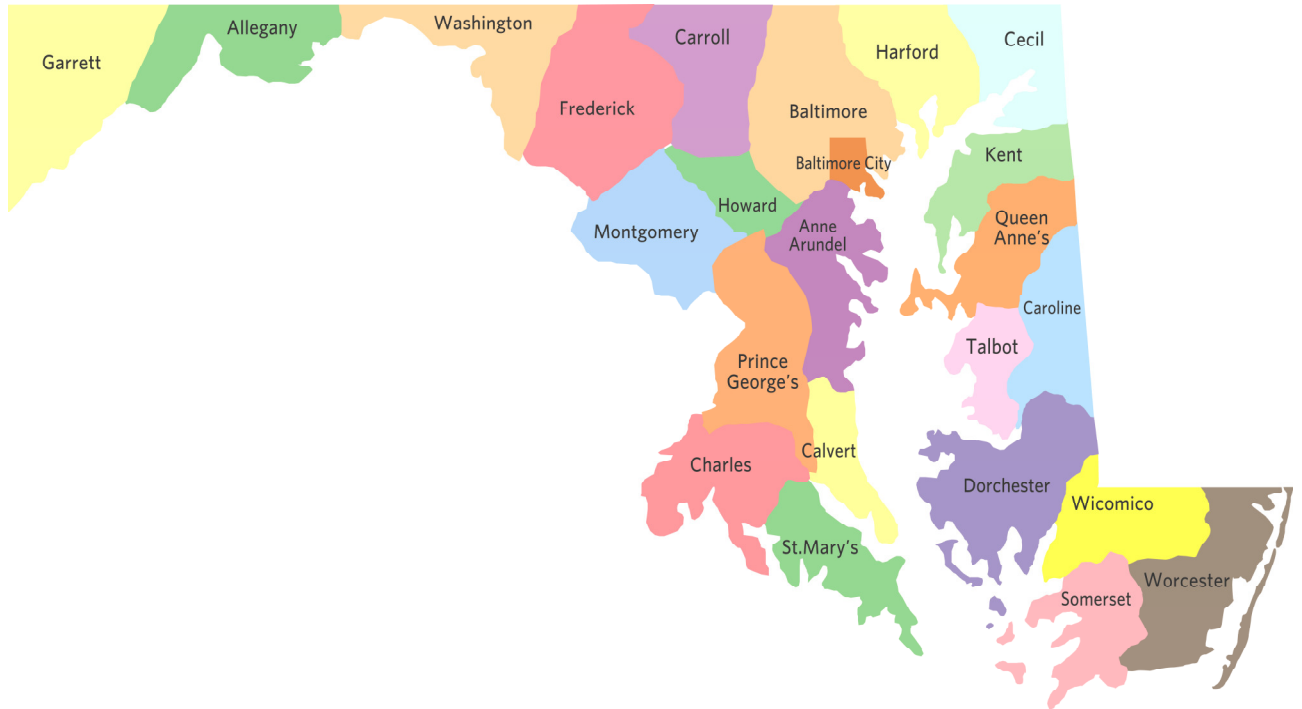 Garrett
Allegany
Washington
Frederick
Carroll
Baltimore
Harford
Cecil
Baltimore City
Kent
Montgomery
Howard
Anne
Arundel
Queen
Anne's
Caroline
Talbot
Prince
George's
Charles
Calvert
St.Mary's
Dorchester
Wicomico
Somerset
Worcester